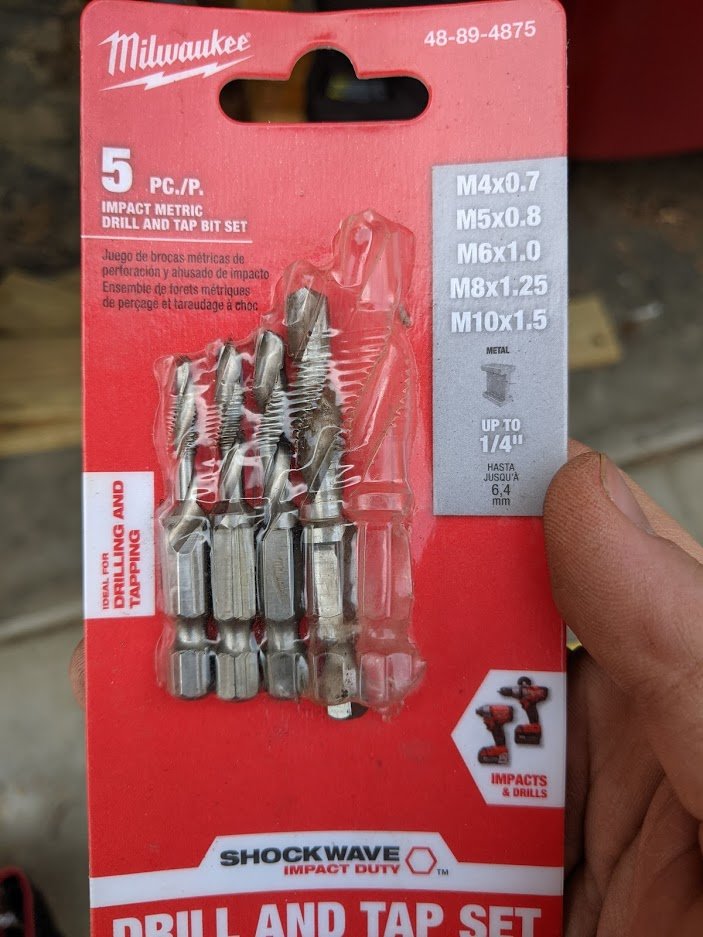 Milwaukee
48-89-4875
5 PC./P.
IMPACT METRIC
DRILL AND TAP BIT SET
Juego de brocas métricas de
perforación y ahusado de impacto
Ensemble de forets métriques
de perçage et taraudage à choc
M4x0.7
M5x0.8
M6x1.0
M8x1.25
M10x1.5
METAL
UP TO
1/4"
HASTA
JUSQU'À
6,4
mm
IDEAL FOR
DRILLING AND
TAPPING
IMPACTS
& DRILLS
SHOCKWAVE
IMPACT DUTY™
DRILL AND TAP SET